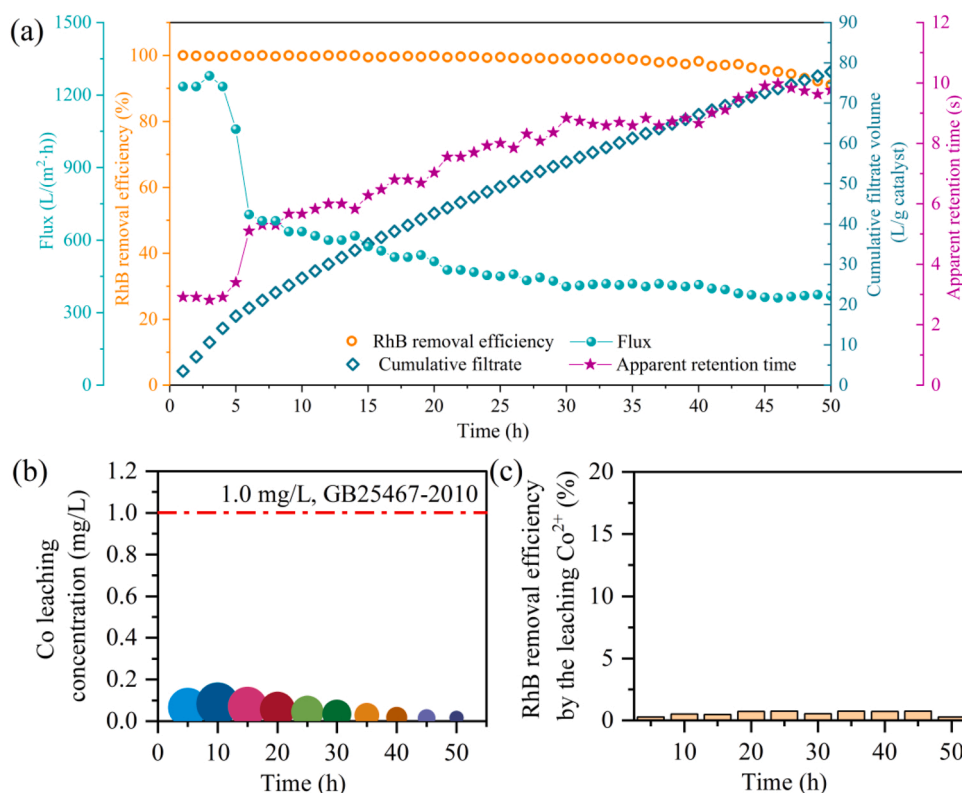 (a)
Flux (L/(m²·h)
1500
1200
900
600
300
0
RhB removal efficiency (%)
100
80
60
40
20
0
RhB removal efficiency
Flux
Cumulative filtrate
Apparent retention time
0 5 10 15 20 25 30 35 40 45 50
Time (h)
90
80
70
60
50
40
30
20
10
0
Cumulative filtrate volume
(L/g catalyst)
12
10
8
6
4
2
0
Apparent retention time (s)
(b)
Co leaching
concentration (mg/L)
1.2
1.0
0.8
0.6
0.4
0.2
0.0
1.0 mg/L, GB25467-2010
0 10 20 30 40 50
Time (h)
(c)
RhB removal efficiency
by the leaching Co²⁺ (%)
20
15
10
5
0
10 20 30 40 50
Time (h)